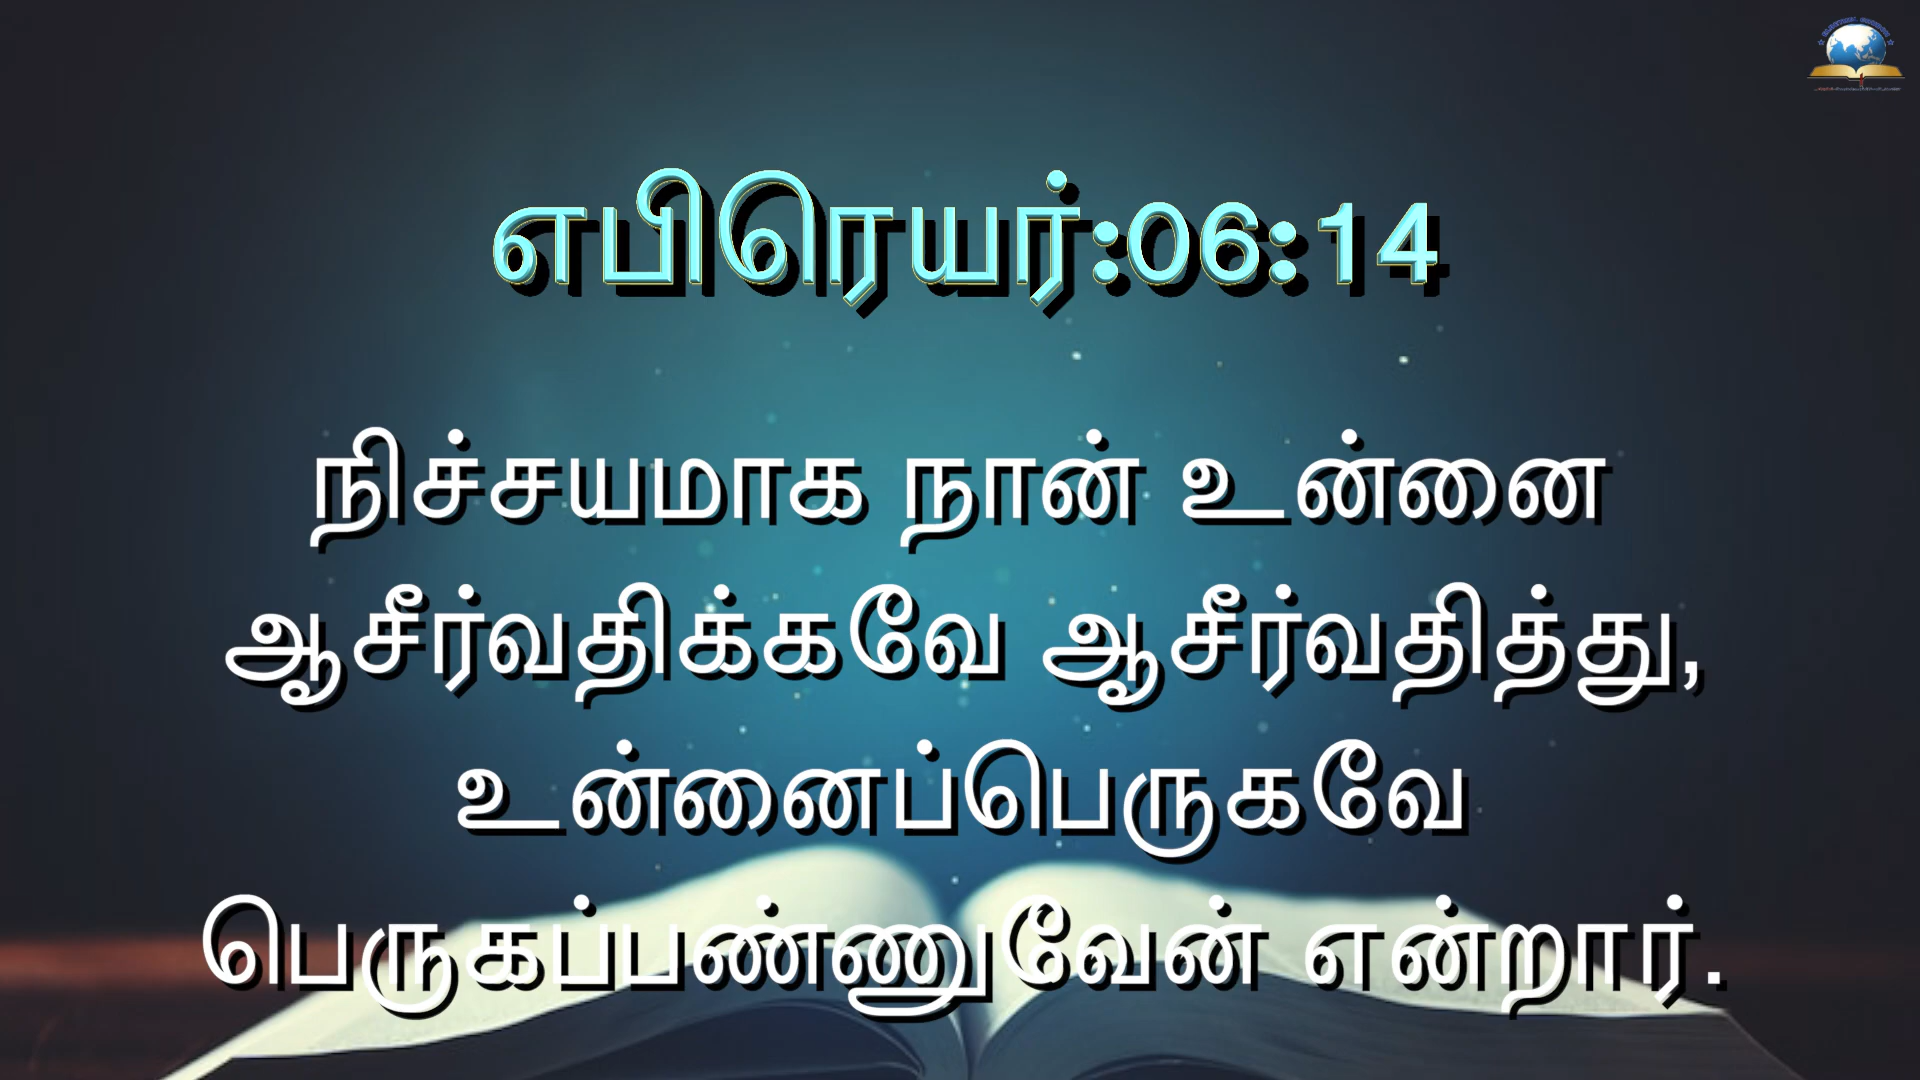 எபிரெயர்:06:14
நிச்சயமாக நான் உன்னை
ஆசீர்வதிக்கவே ஆசீர்வதித்து,
உன்னைப்பெருகவே
பெருகப்பண்ணுவேன் என்றார்.